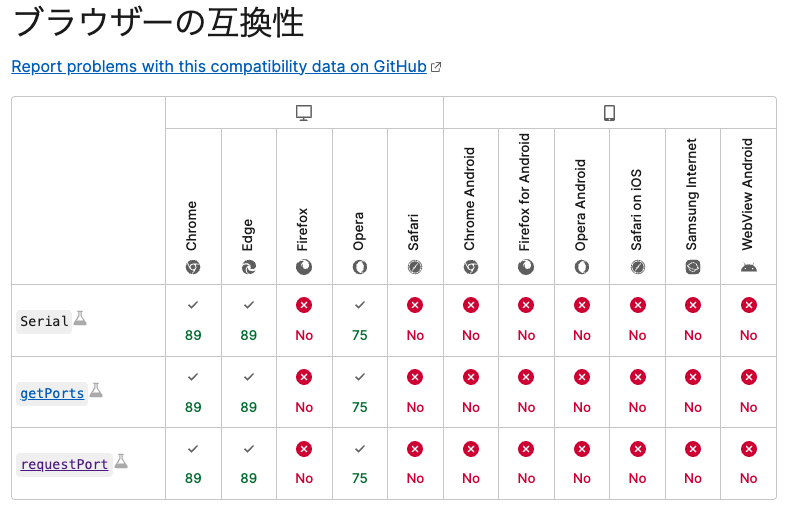 ブラウザーの互換性
Report problems with this compatibility data on GitHub
Chrome
Edge
Firefox
Opera
Safari
Chrome Android
Firefox for Android
Opera Android
Safari on iOS
Samsung Internet
WebView Android
Serial
89 89 No 75 No No No No No No No
getPorts
89 89 No 75 No No No No No No No
requestPort
89 89 No 75 No No No No No No No